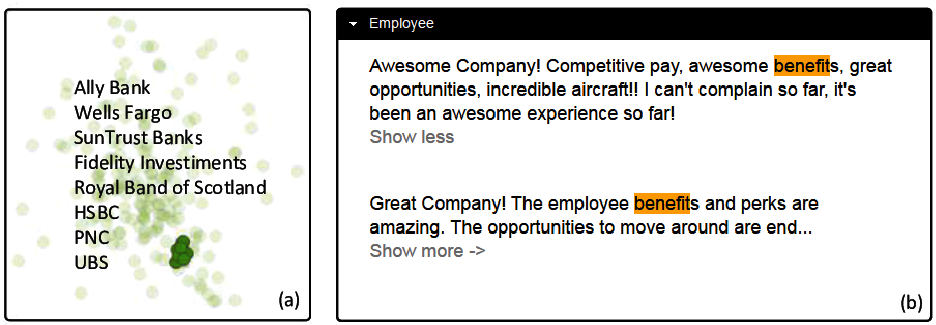 Ally Bank
Wells Fargo
SunTrust Banks
Fidelity Investiments
Royal Band of Scotland
HSBC
PNC
UBS
(a)
Employee
Awesome Company! Competitive pay, awesome benefits, great
opportunities, incredible aircraft!! I can't complain so far, it's
been an awesome experience so far!
Show less
Great Company! The employee benefits and perks are
amazing. The opportunities to move around are end...
Show more ->
(b)